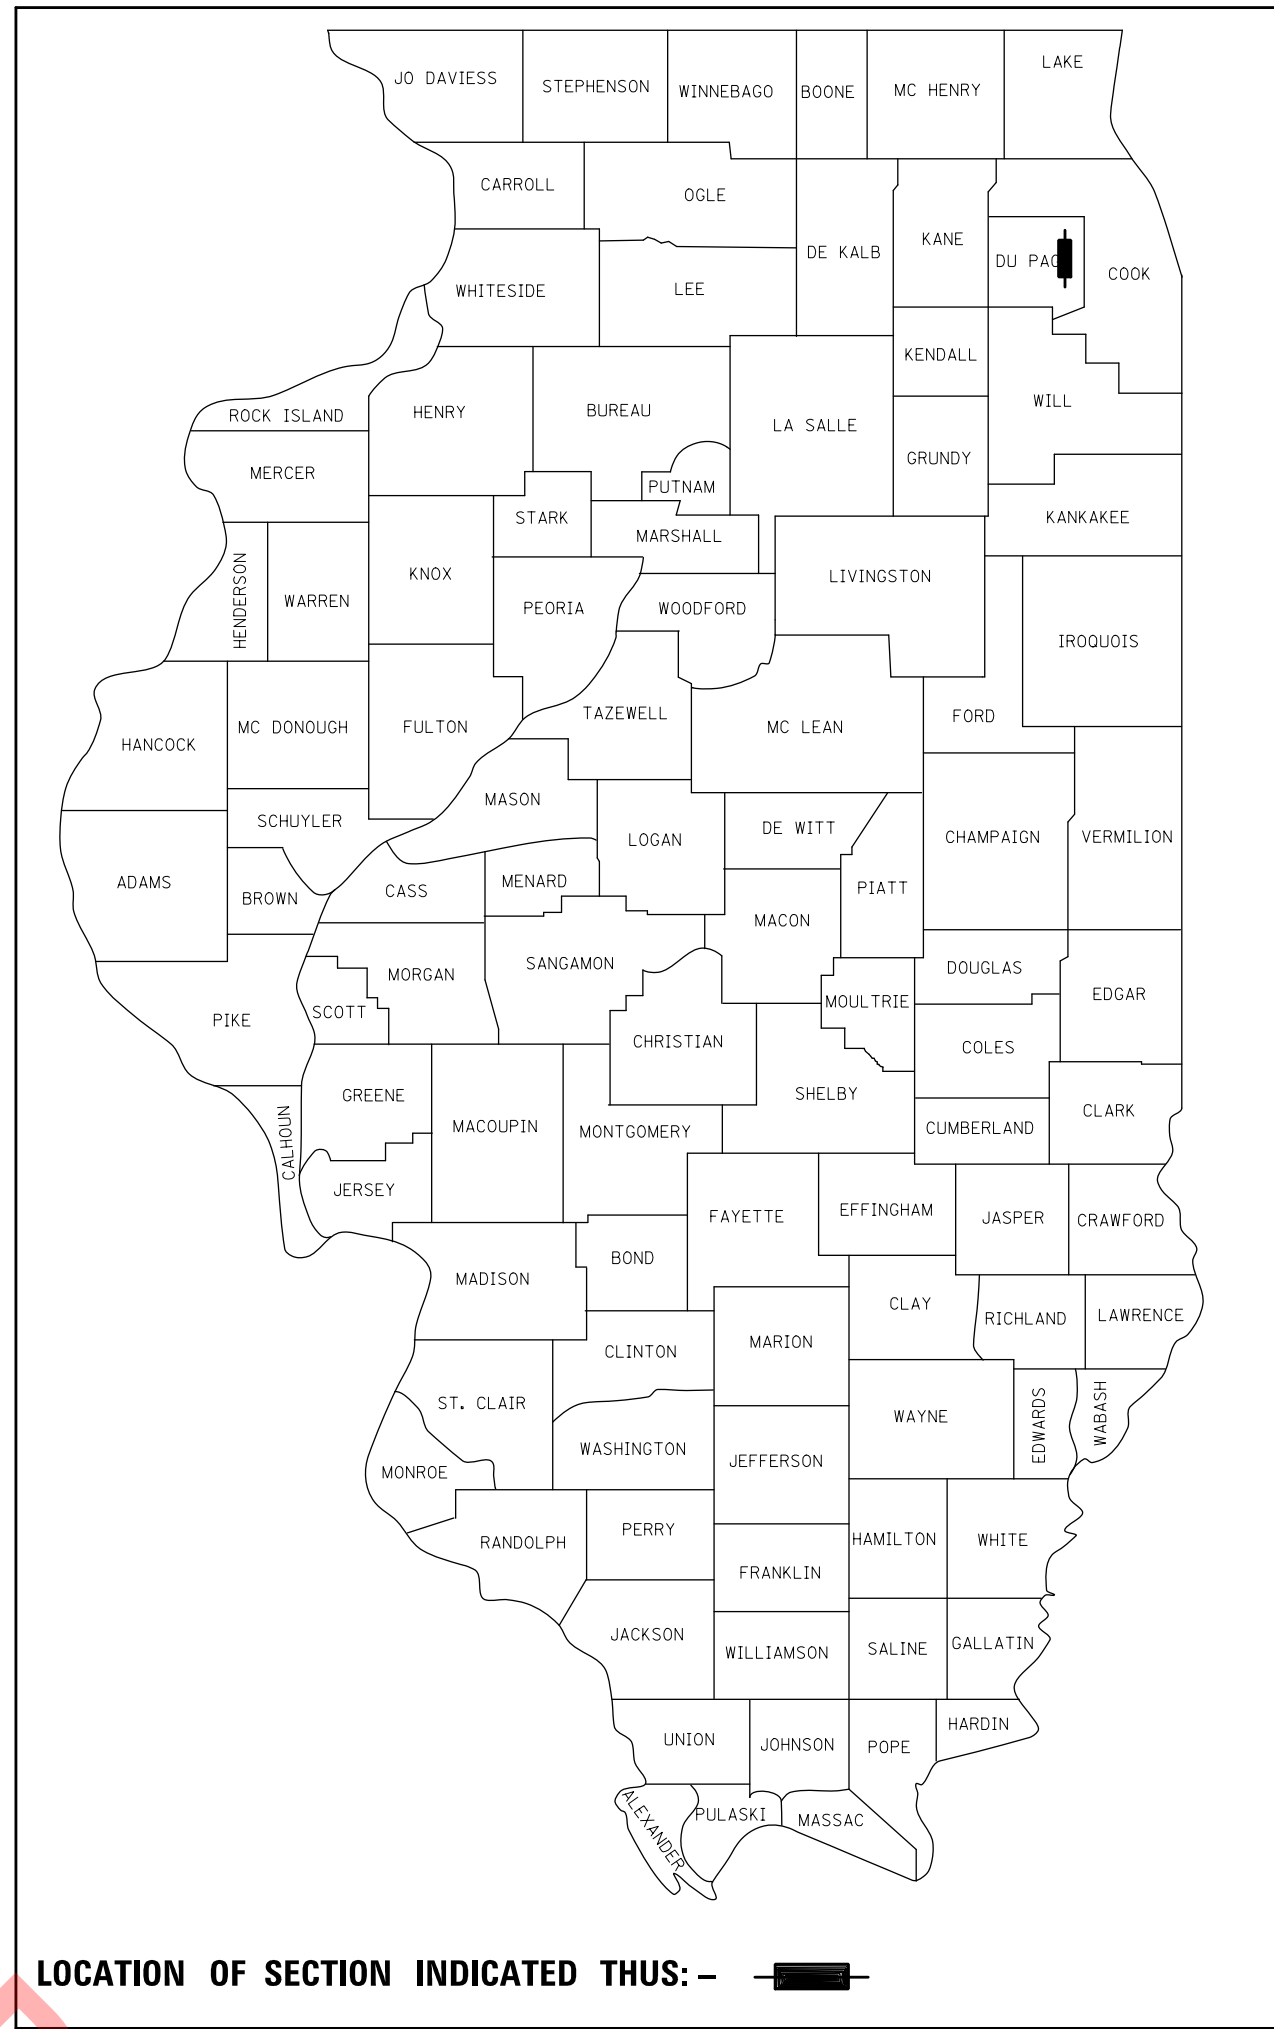 LAKE
JO DAVIESS
STEPHENSON
WINNEBAGO
BOONE
MC HENRY
CARROLL
OGLE
KANE
DE KALB
DU PAG
COOK
WHITESIDE
LEE
KENDALL
ROCK ISLAND
HENRY
BUREAU
WILL
LA SALLE
MERCER
GRUNDY
PUTNAM
STARK
KANKAKEE
MARSHALL
KNOX
LIVINGSTON
HENDERSON
WARREN
PEORIA
WOODFORD
IROQUOIS
TAZEWELL
FORD
MC DONOUGH
FULTON
MC LEAN
HANCOCK
MASON
SCHUYLER
DE WITT
LOGAN
CHAMPAIGN
VERMILION
ADAMS
BROWN
CASS
MENARD
PIATT
MACON
MORGAN
SANGAMON
DOUGLAS
EDGAR
PIKE
SCOTT
MOULTRIE
CHRISTIAN
COLES
GREENE
SHELBY
CLARK
CALHOUN
MACOUPIN
MONTGOMERY
CUMBERLAND
JERSEY
FAYETTE
EFFINGHAM
JASPER
CRAWFORD
BOND
MADISON
CLAY
RICHLAND
LAWRENCE
CLINTON
MARION
ST. CLAIR
WAYNE
EDWARDS
WABASH
WASHINGTON
JEFFERSON
MONROE
RANDOLPH
PERRY
HAMILTON
WHITE
FRANKLIN
JACKSON
WILLIAMSON
SALINE
GALLATIN
HARDIN
UNION
JOHNSON
POPE
ALEXANDER
PULASKI
MASSAC
LOCATION OF SECTION INDICATED THUS: –